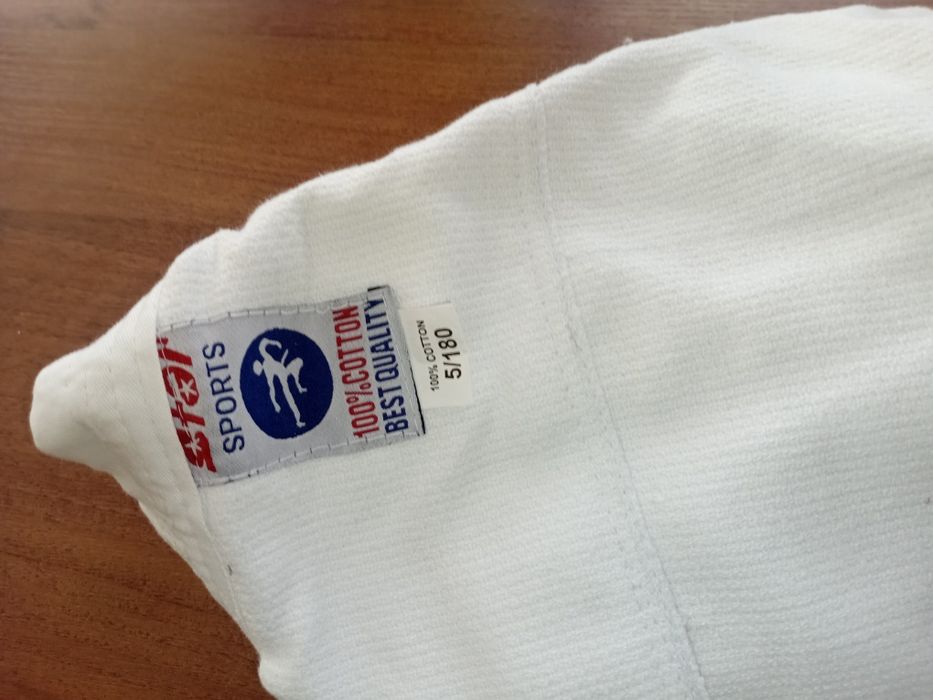 star
SPORTS
100%COTTON
BEST QUALITY
100% COTTON
5/180